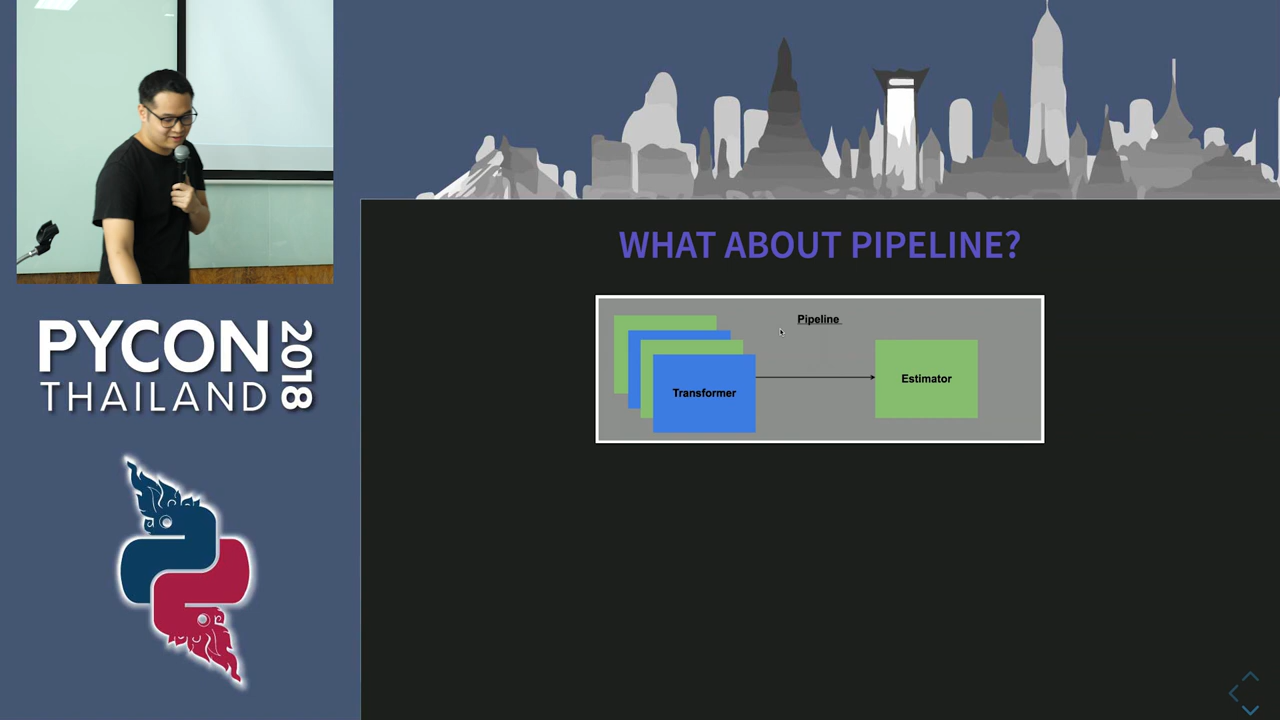 WHAT ABOUT PIPELINE?
Pipeline
Transformer
Estimator
PYCON
THAILAND
2018